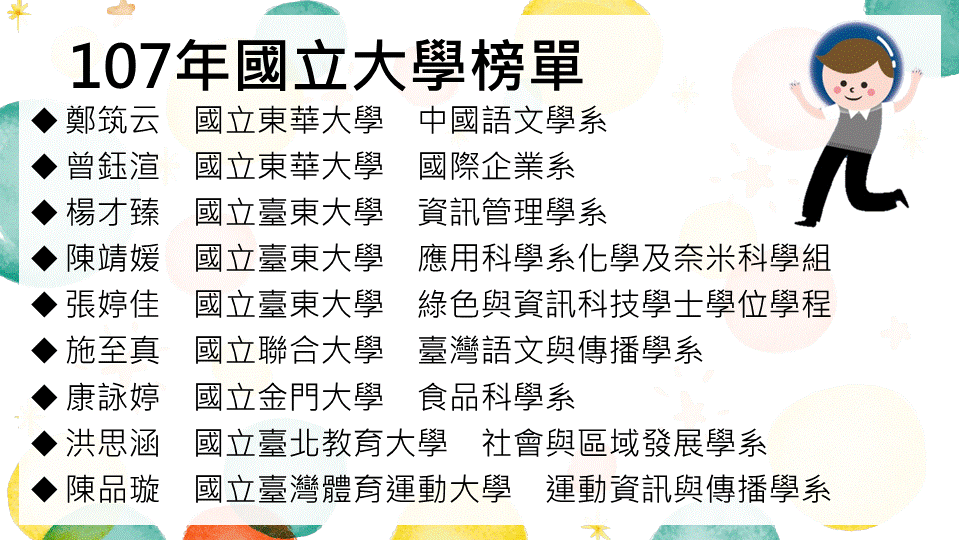 107年國立大學榜單
◆鄭筑云 國立東華大學 中國語文學系
◆曾鈺渲 國立東華大學 國際企業系
◆楊才臻 國立臺東大學 資訊管理學系
◆陳靖媛 國立臺東大學 應用科學系化學及奈米科學組
◆張婷佳 國立臺東大學 綠色與資訊科技學士學位學程
◆施至真 國立聯合大學 臺灣語文與傳播學系
◆康詠婷 國立金門大學 食品科學系
◆洪思涵 國立臺北教育大學 社會與區域發展學系
◆陳品璇 國立臺灣體育運動大學 運動資訊與傳播學系